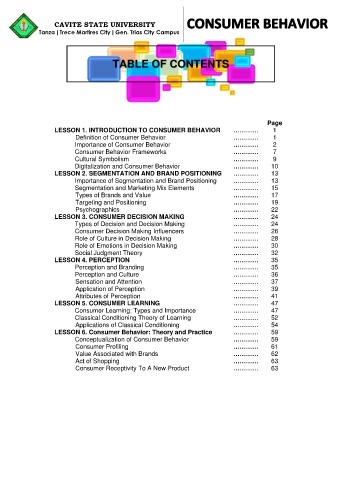 CAVITE STATE UNIVERSITY
Tanza | Trece Martires City | Gen. Trias City Campus
CONSUMER BEHAVIOR
TABLE OF CONTENTS
Page
LESSON 1. INTRODUCTION TO CONSUMER BEHAVIOR ............. 1
Definition of Consumer Behavior ............. 1
Importance of Consumer Behavior ............. 2
Consumer Behavior Frameworks ............. 7
Cultural Symbolism ............. 9
Digitalization and Consumer Behavior ............. 10
LESSON 2. SEGMENTATION AND BRAND POSITIONING ............. 13
Importance of Segmentation and Brand Positioning ............. 13
Segmentation and Marketing Mix Elements ............. 15
Types of Brands and Value ............. 17
Targeting and Positioning ............. 19
Psychographics ............. 22
LESSON 3. CONSUMER DECISION MAKING ............. 24
Types of Decision and Decision Making ............. 24
Consumer Decision Making Influencers ............. 26
Role of Culture in Decision Making ............. 28
Role of Emotions in Decision Making ............. 30
Social Judgment Theory ............. 32
LESSON 4. PERCEPTION ............. 35
Perception and Branding ............. 35
Perception and Culture ............. 36
Sensation and Attention ............. 37
Application of Perception ............. 39
Attributes of Perception ............. 41
LESSON 5. CONSUMER LEARNING ............. 47
Consumer Learning: Types and Importance ............. 47
Classical Conditioning Theory of Learning ............. 52
Applications of Classical Conditioning ............. 54
LESSON 6. Consumer Behavior: Theory and Practice ............. 59
Conceptualization of Consumer Behavior ............. 59
Consumer Profiling ............. 61
Value Associated with Brands ............. 62
Act of Shopping ............. 63
Consumer Receptivity To A New Product ............. 63